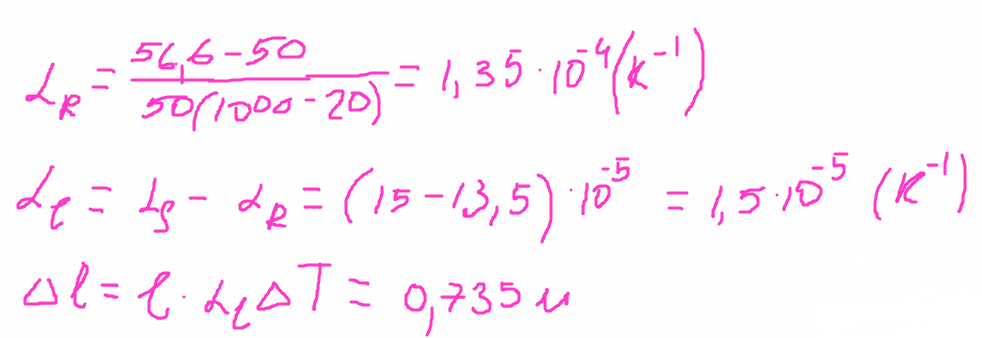 α_R = (56,6 - 50) / (50(1000 - 20)) = 1,35 · 10^-4 (K^-1)
α_ℓ = α_ρ - α_R = (15 - 13,5) · 10^-5 = 1,5 · 10^-5 (K^-1)
Δℓ = ℓ · α_ℓ ΔT = 0,735 м